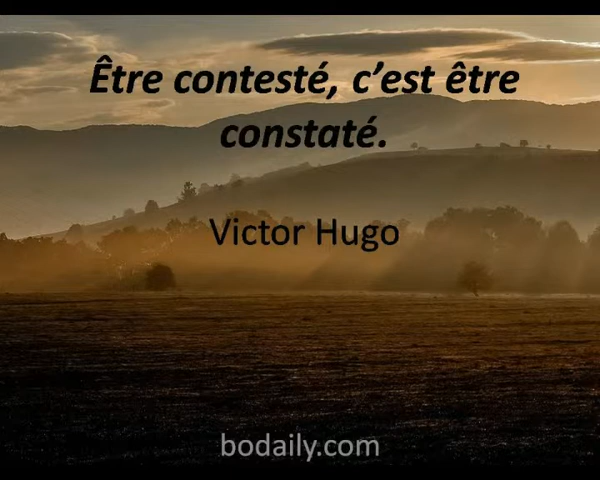 Être contesté, c’est être
constaté.
Victor Hugo
bodaily.com